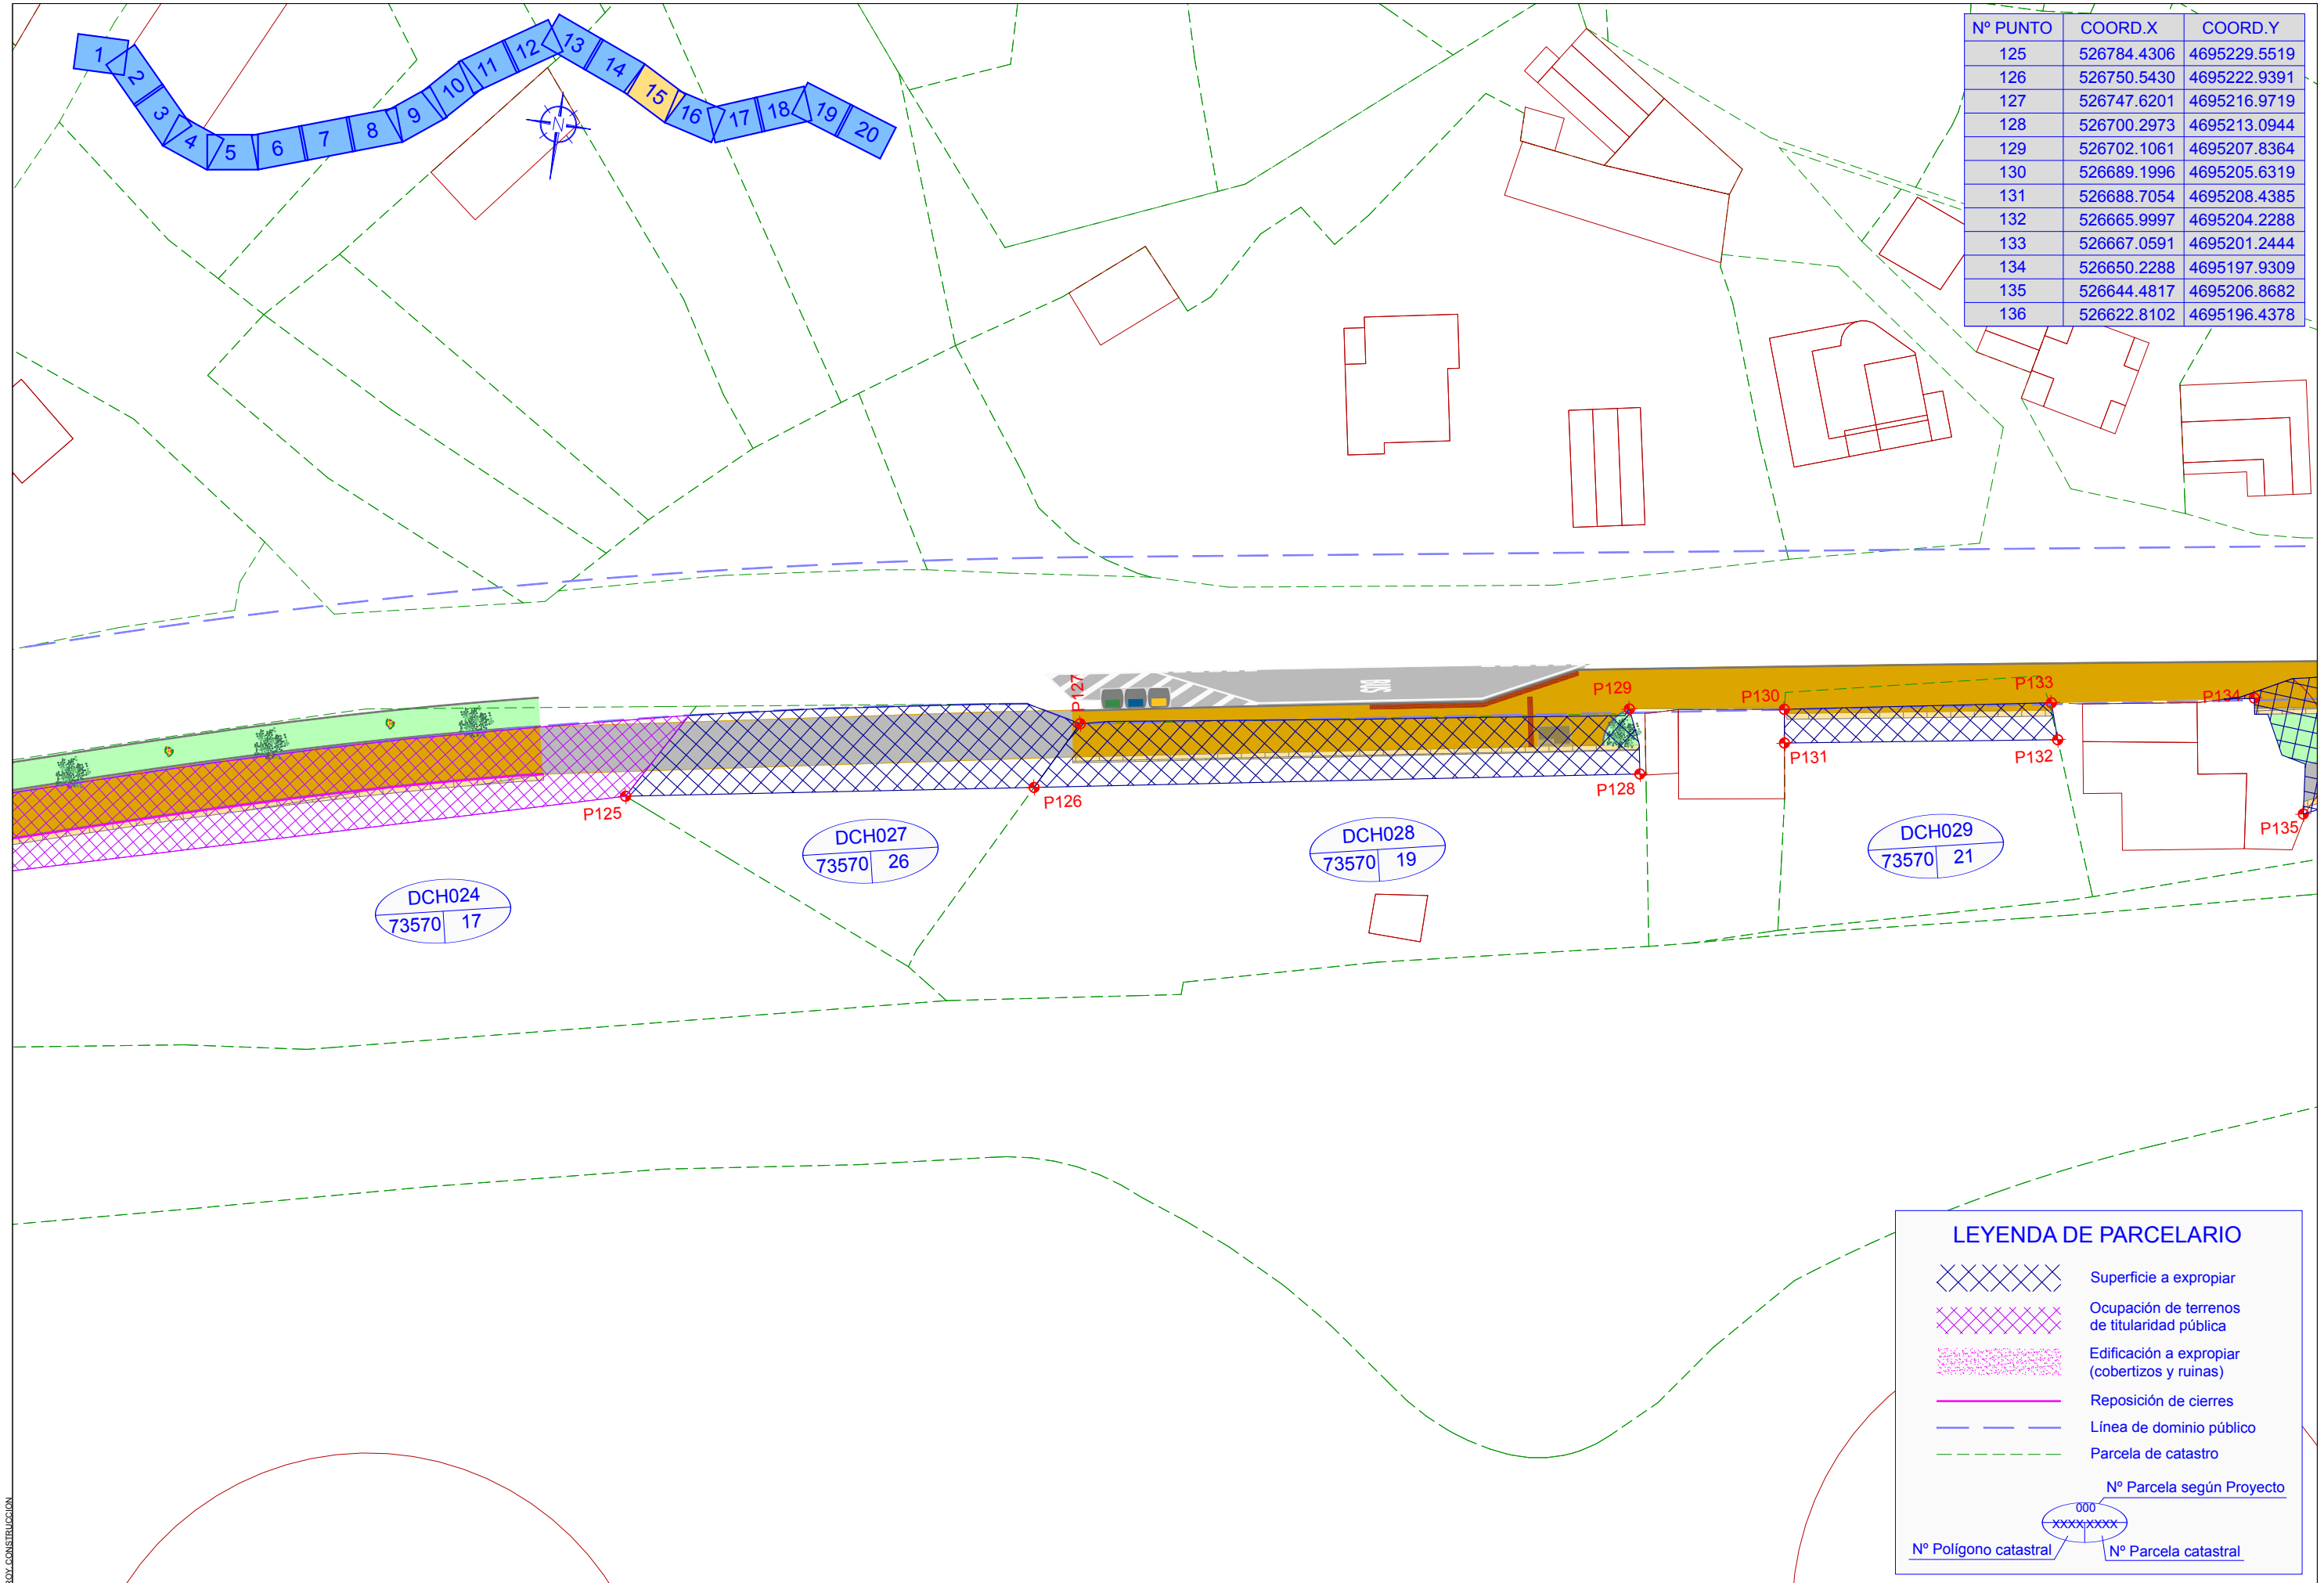 1
2
3
4
5
6
7
8
9
10
11
12
13
14
15
16
17
18
19
20
N
Nº PUNTO COORD.X COORD.Y
125 526784.4306 4695229.5519
126 526750.5430 4695222.9391
127 526747.6201 4695216.9719
128 526700.2973 4695213.0944
129 526702.1061 4695207.8364
130 526689.1996 4695205.6319
131 526688.7054 4695208.4385
132 526665.9997 4695204.2288
133 526667.0591 4695201.2444
134 526650.2288 4695197.9309
135 526644.4817 4695206.8682
136 526622.8102 4695196.4378
P127
BUS
P129
P130
P133
P134
P125
P126
P128
P131
P132
P135
DCH027
73570 26
DCH028
73570 19
DCH029
73570 21
DCH024
73570 17
LEYENDA DE PARCELARIO
Superficie a expropiar
Ocupación de terrenos
de titularidad pública
Edificación a expropiar
(cobertizos y ruinas)
Reposición de cierres
Línea de dominio público
Parcela de catastro
Nº Parcela según Proyecto
000
XXXX XXXX
Nº Polígono catastral
Nº Parcela catastral